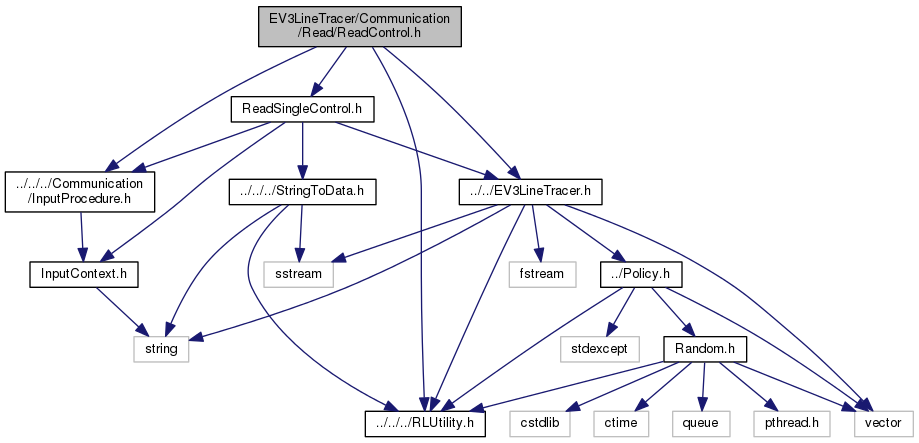 EV3LineTracer/Communication
/Read/ReadControl.h
ReadSingleControl.h
../../../Communication
/InputProcedure.h
../../../StringToData.h
../../EV3LineTracer.h
InputContext.h
sstream
fstream
../Policy.h
string
stdexcept
Random.h
../../../RLUtility.h
cstdlib
ctime
queue
pthread.h
vector